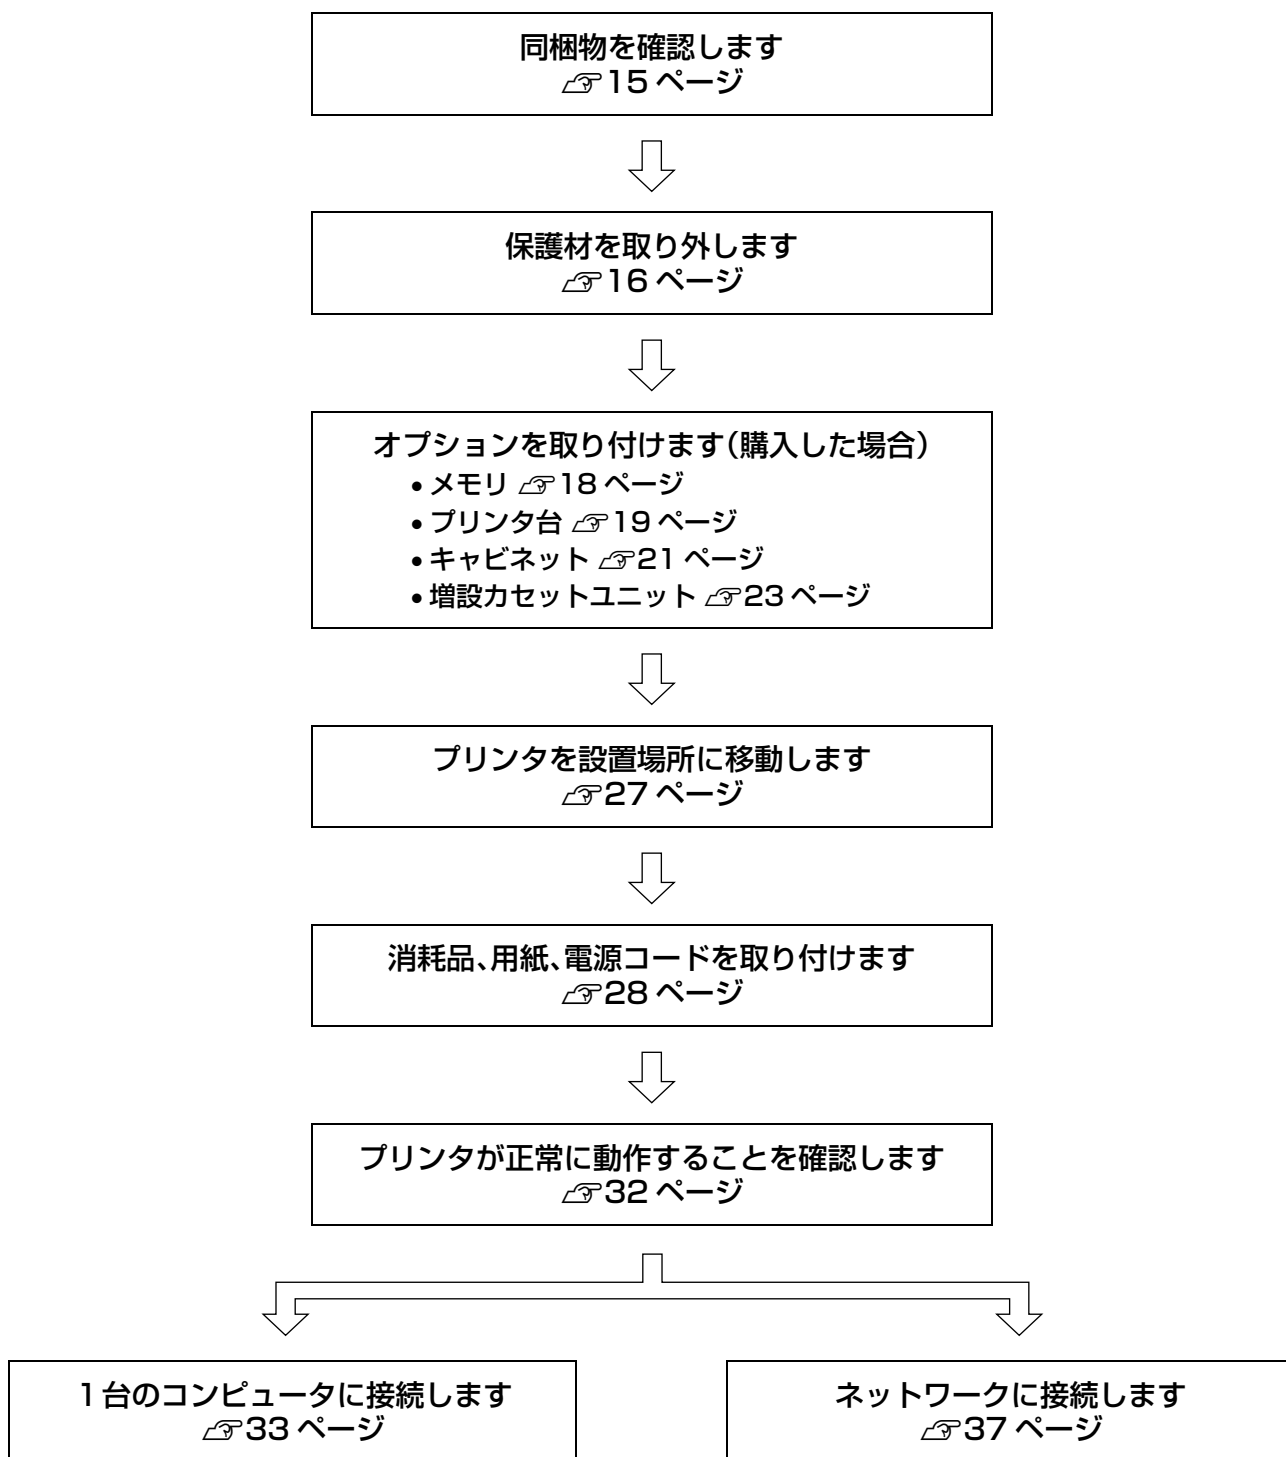 同梱物を確認します
☞15 ページ
保護材を取り外します
☞16 ページ
オプションを取り付けます(購入した場合)
• メモリ ☞18 ページ
• プリンタ台 ☞19 ページ
• キャビネット ☞21 ページ
• 増設カセットユニット ☞23 ページ
プリンタを設置場所に移動します
☞27 ページ
消耗品、用紙、電源コードを取り付けます
☞28 ページ
プリンタが正常に動作することを確認します
☞32 ページ
1台のコンピュータに接続します
☞33 ページ
ネットワークに接続します
☞37 ページ